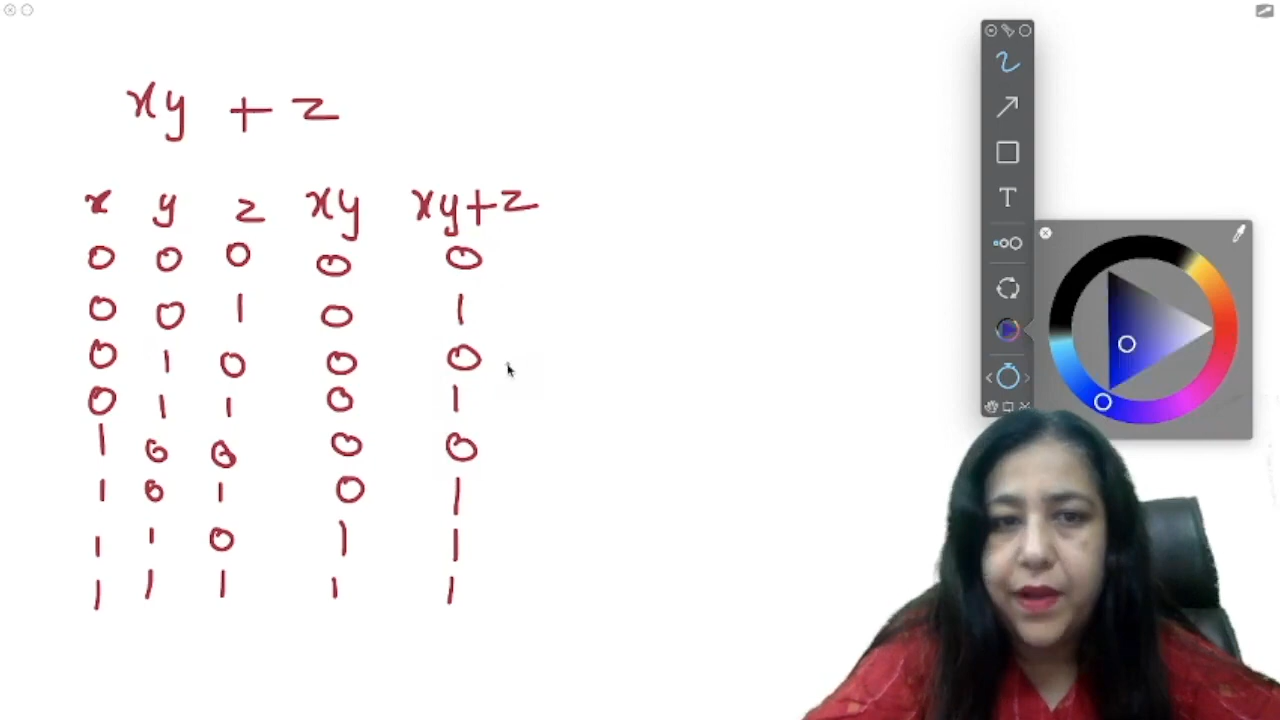 xy + z
x y z xy xy+z
0 0 0 0 0
0 0 1 0 1
0 1 0 0 0
0 1 1 0 1
1 0 0 0 0
1 0 1 0 1
1 1 0 1 1
1 1 1 1 1
T